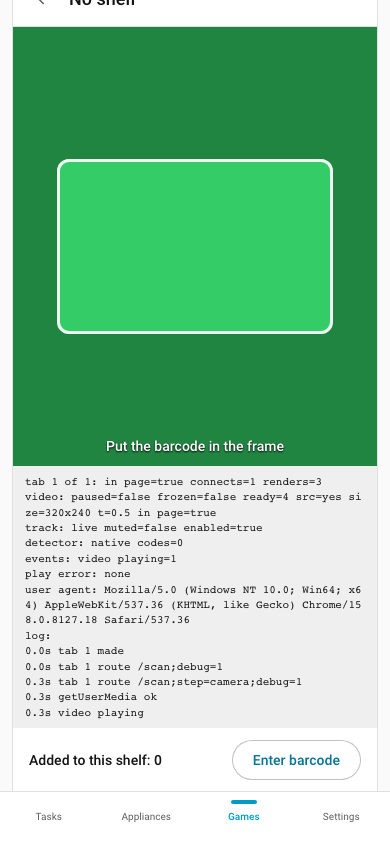 No shelf
Put the barcode in the frame
tab 1 of 1: in page=true connects=1 renders=3
video: paused=false frozen=false ready=4 src=yes si
ze=320x240 t=0.5 in page=true
track: live muted=false enabled=true
detector: native codes=0
events: video playing=1
play error: none
user agent: Mozilla/5.0 (Windows NT 10.0; Win64; x6
4) AppleWebKit/537.36 (KHTML, like Gecko) Chrome/15
8.0.8127.18 Safari/537.36
log:
0.0s tab 1 made
0.0s tab 1 route /scan;debug=1
0.3s tab 1 route /scan;step=camera;debug=1
0.3s getUserMedia ok
0.3s video playing
Added to this shelf: 0
Enter barcode
Tasks
Appliances
Games
Settings